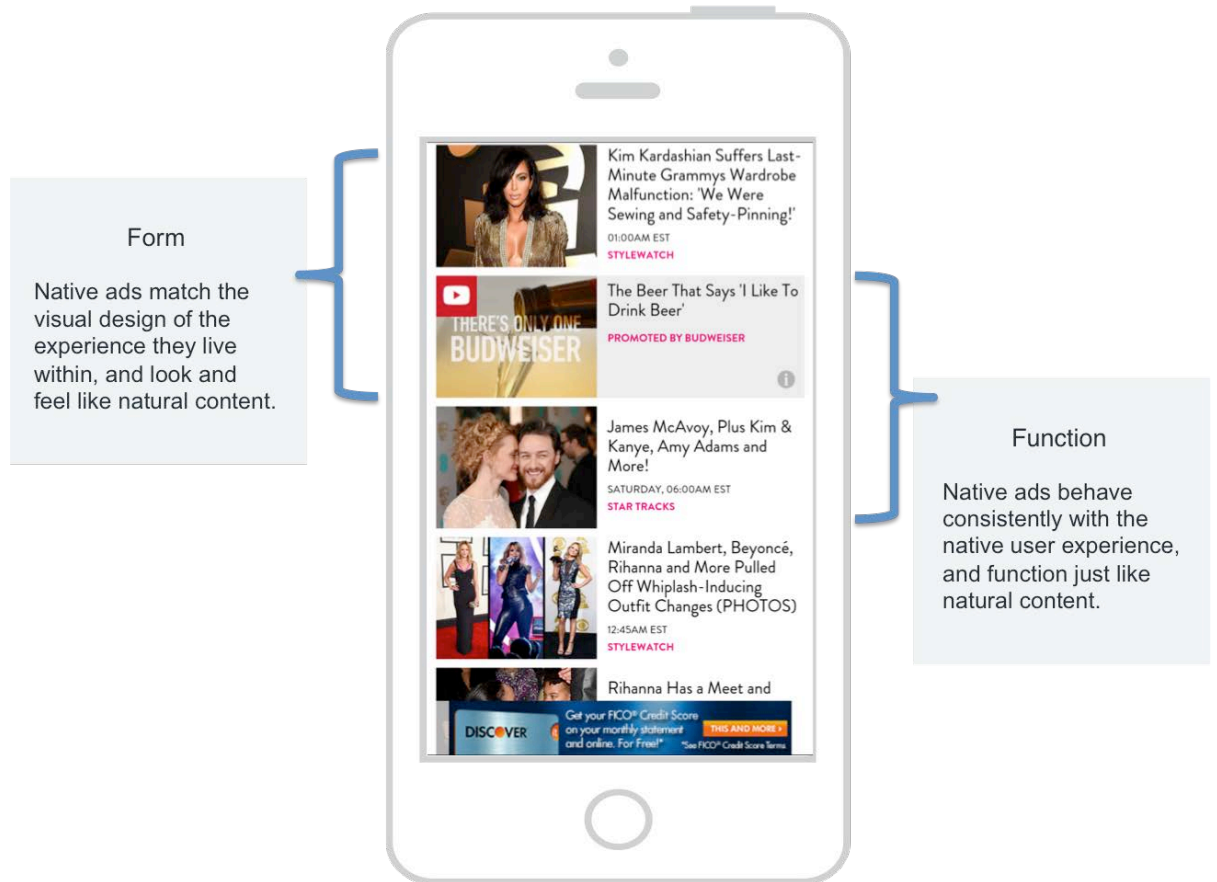 Form
Native ads match the
visual design of the
experience they live
within, and look and
feel like natural content.
Kim Kardashian Suffers Last-
Minute Grammys Wardrobe
Malfunction: 'We Were
Sewing and Safety-Pinning!'
01:00AM EST
STYLEWATCH
THERE'S ONLY ONE
BUDWEISER
The Beer That Says 'I Like To
Drink Beer'
PROMOTED BY BUDWEISER
i
James McAvoy, Plus Kim &
Kanye, Amy Adams and
More!
SATURDAY, 06:00AM EST
STAR TRACKS
Miranda Lambert, Beyoncé,
Rihanna and More Pulled
Off Whiplash-Inducing
Outfit Changes (PHOTOS)
12:45AM EST
STYLEWATCH
Rihanna Has a Meet and
DISCOVER
Get your FICO® Credit Score
on your monthly statement
and online. For Free!*
THIS AND MORE >
*See FICO® Credit Score Terms
Function
Native ads behave
consistently with the
native user experience,
and function just like
natural content.